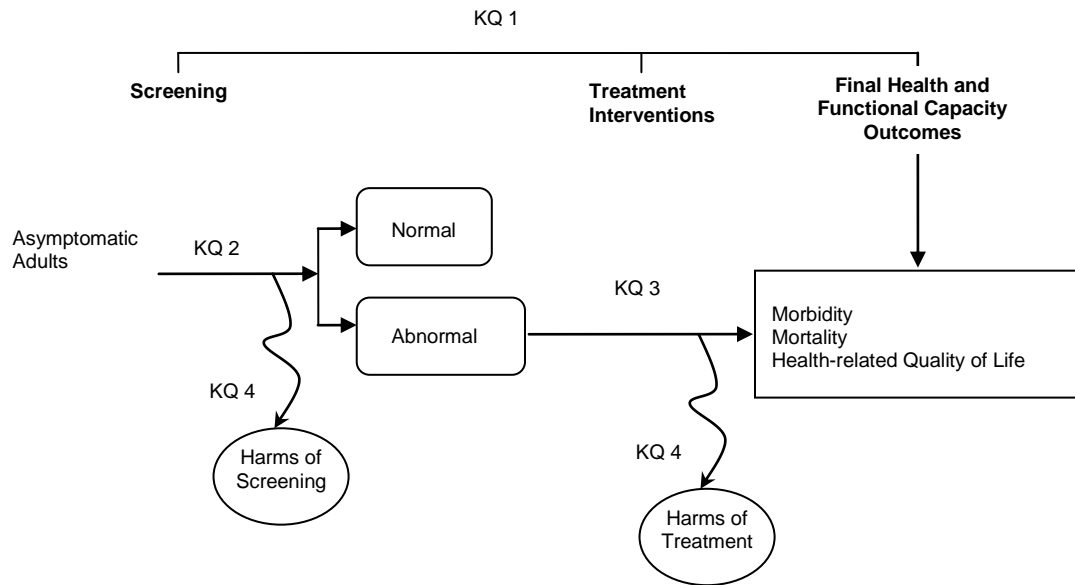 KQ 1
Screening
Treatment
Interventions
Final Health and
Functional Capacity
Outcomes
Asymptomatic
Adults
KQ 2
Normal
Abnormal
KQ 3
Morbidity
Mortality
Health-related Quality of Life
KQ 4
Harms of
Screening
KQ 4
Harms of
Treatment